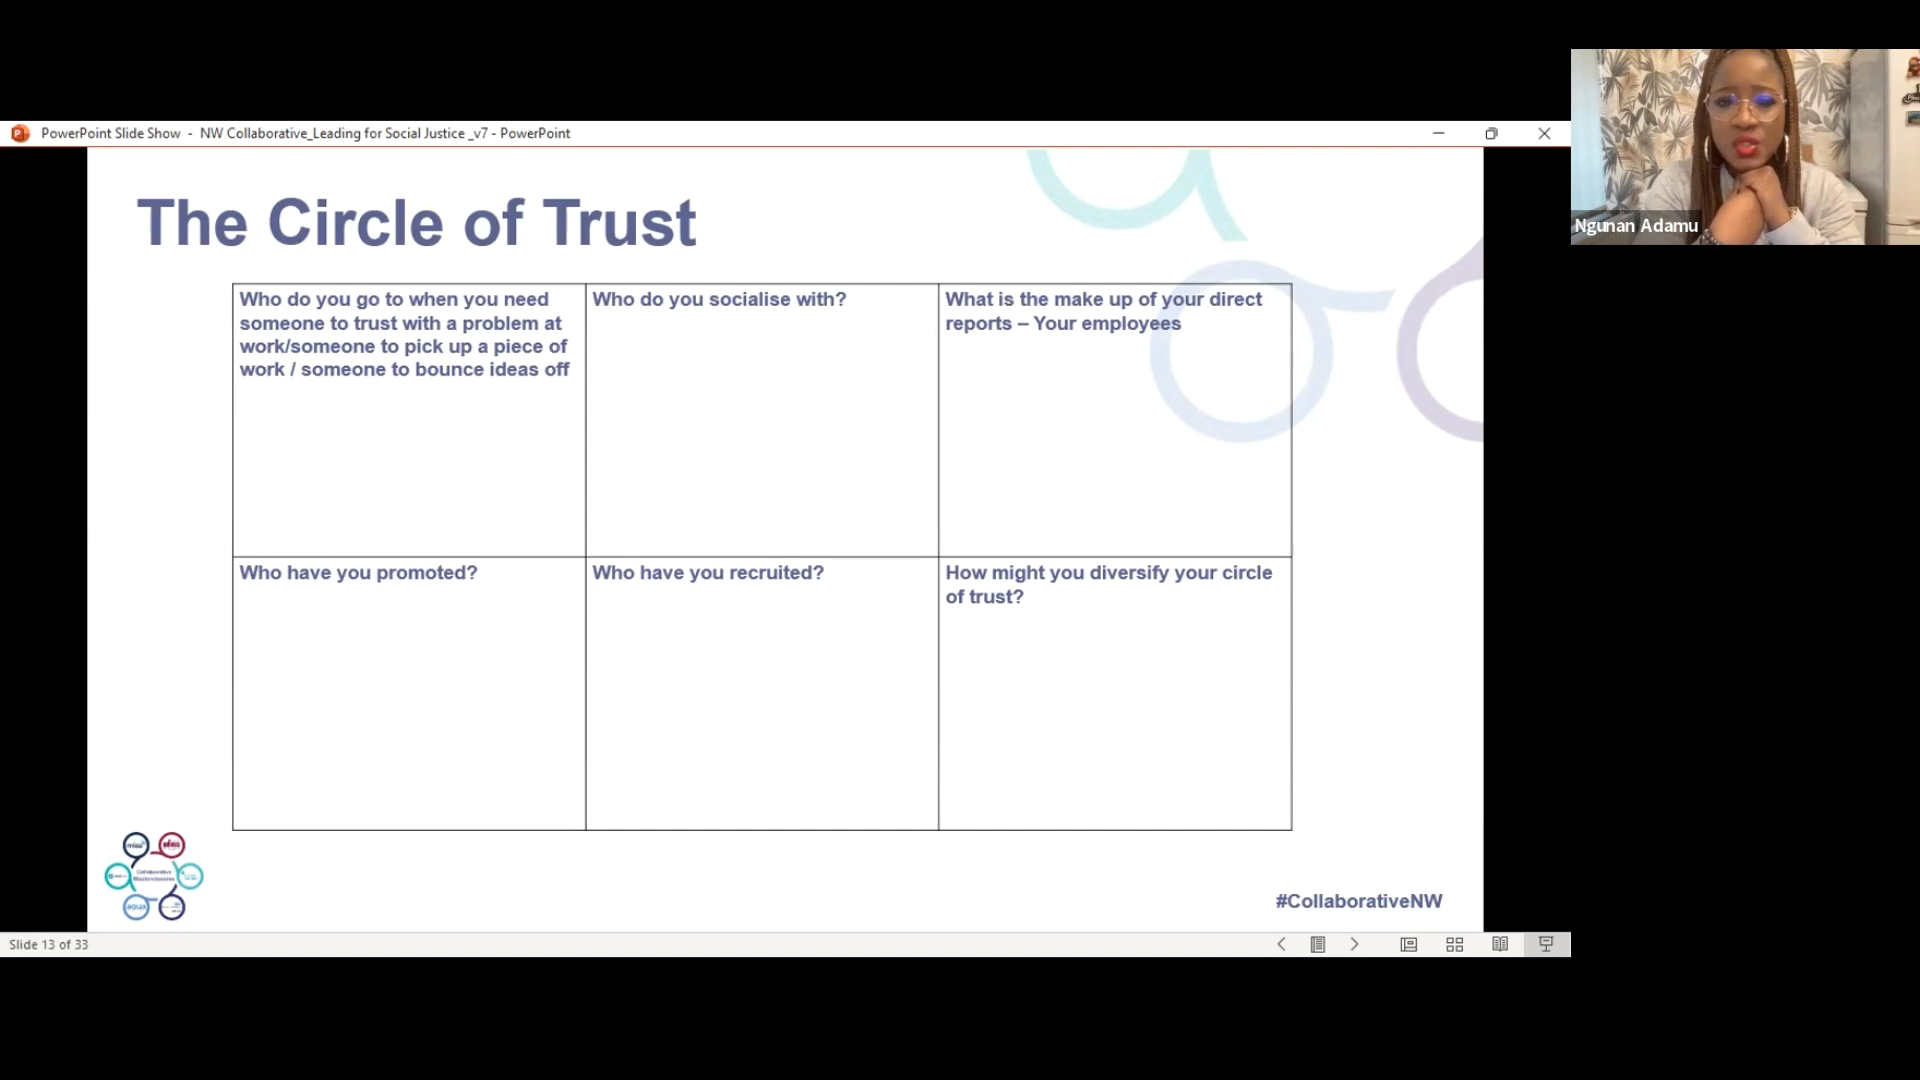 PowerPoint Slide Show - NW Collaborative_Leading for Social Justice _v7 - PowerPoint
Ngunan Adamu
The Circle of Trust
Who do you go to when you need
someone to trust with a problem at
work/someone to pick up a piece of
work / someone to bounce ideas off
Who do you socialise with?
What is the make up of your direct
reports – Your employees
Who have you promoted?
Who have you recruited?
How might you diversify your circle
of trust?
Collaborative
Masterclasses
aqua
#CollaborativeNW
Slide 13 of 33